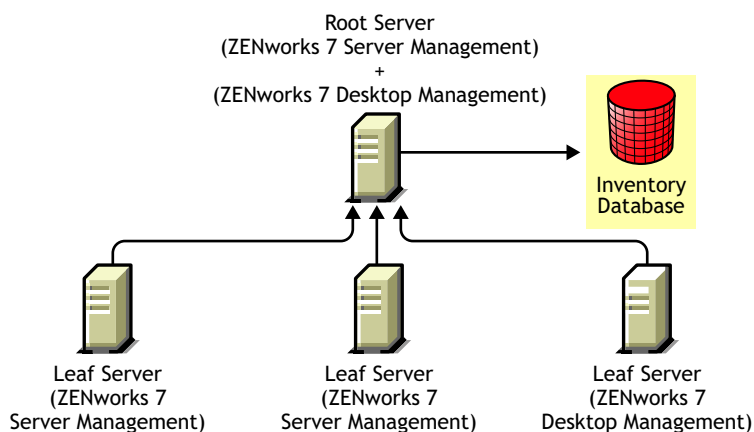 Root Server
(ZENworks 7 Server Management)
+
(ZENworks 7 Desktop Management)
Inventory
Database
Leaf Server
(ZENworks 7
Server Management)
Leaf Server
(ZENworks 7
Server Management)
Leaf Server
(ZENworks 7
Desktop Management)